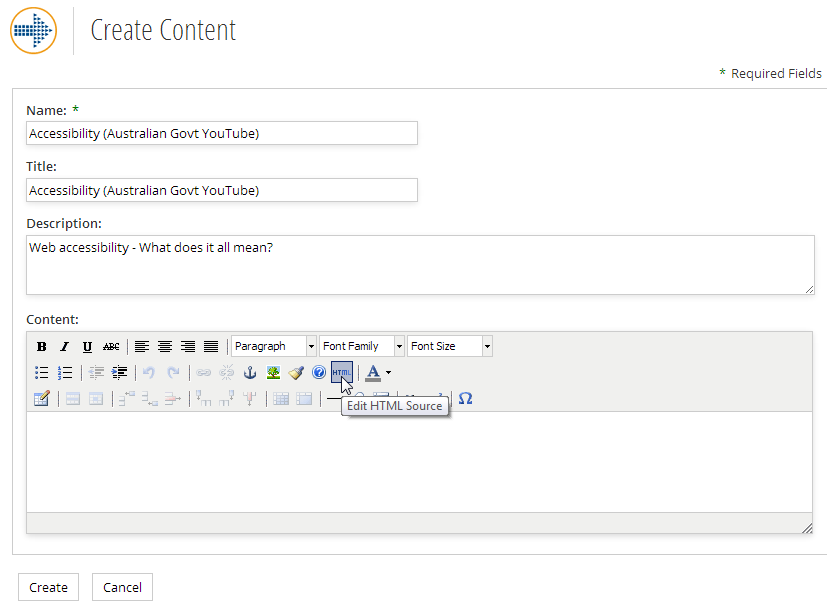 Create Content
* Required Fields
Name: *
Accessibility (Australian Govt YouTube)
Title:
Accessibility (Australian Govt YouTube)
Description:
Web accessibility - What does it all mean?
Content:
B I U ABC Paragraph Font Family Font Size
HTML A
Edit HTML Source Ω
Create Cancel